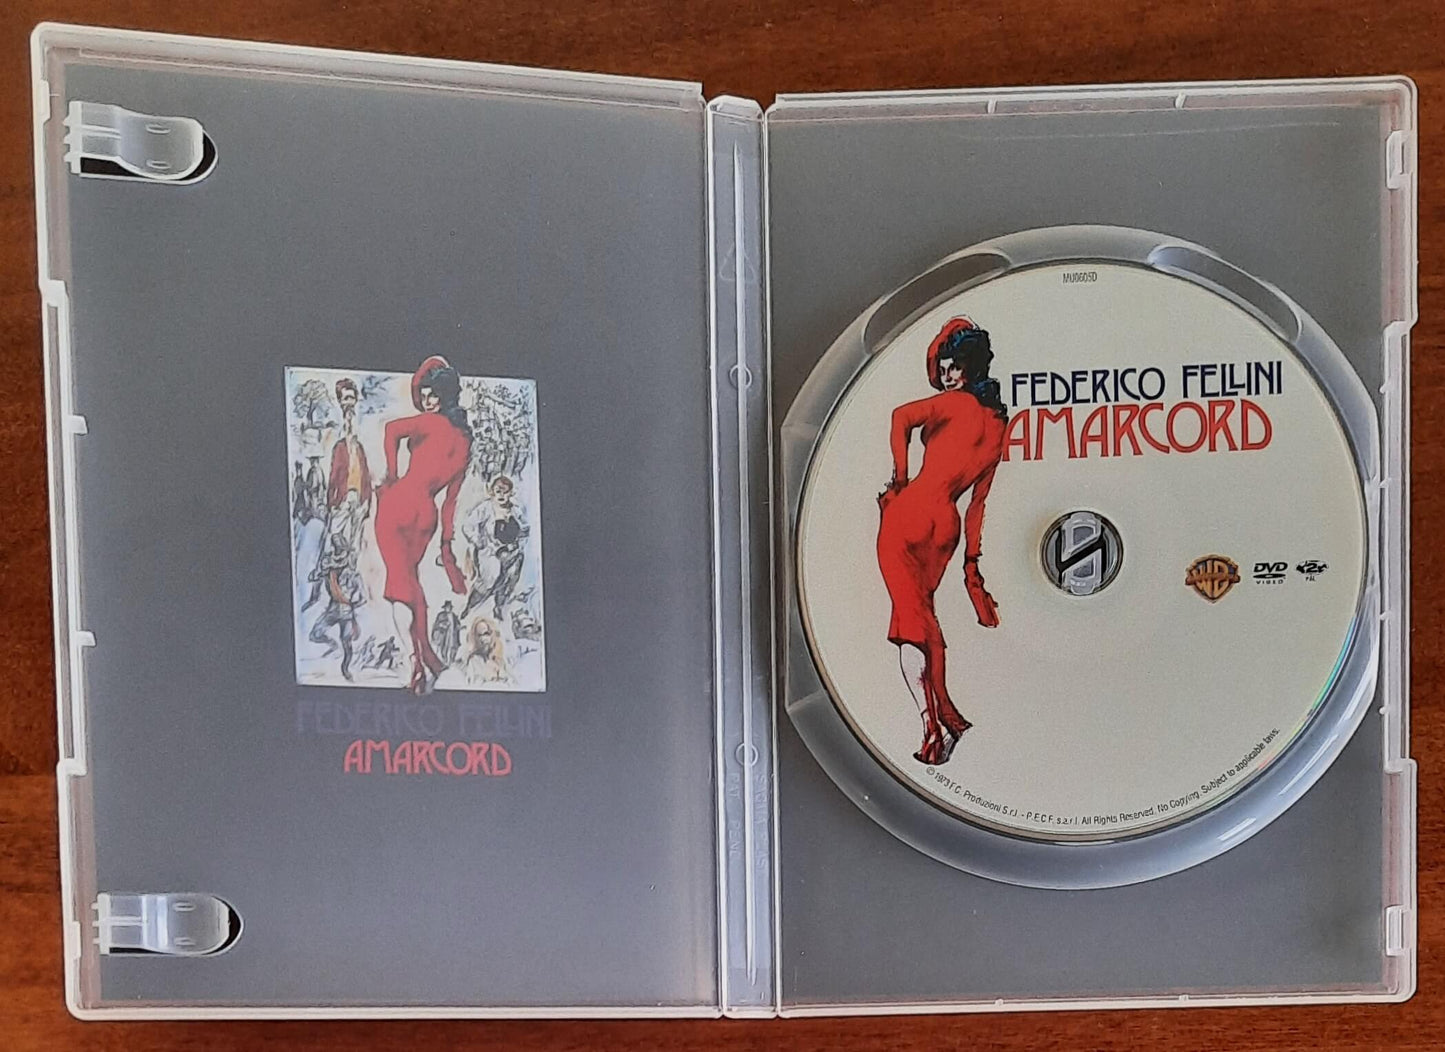 FEDERICO FELLINI
AMARCORD
MU0605D
FEDERICO FELLINI
AMARCORD
DVD
VIDEO
2
PAL
© 1973 F.C. Produzioni S.r.l. - P.E.C.F. s.a.r.l. All Rights Reserved. No Copying. Subject to applicable laws.